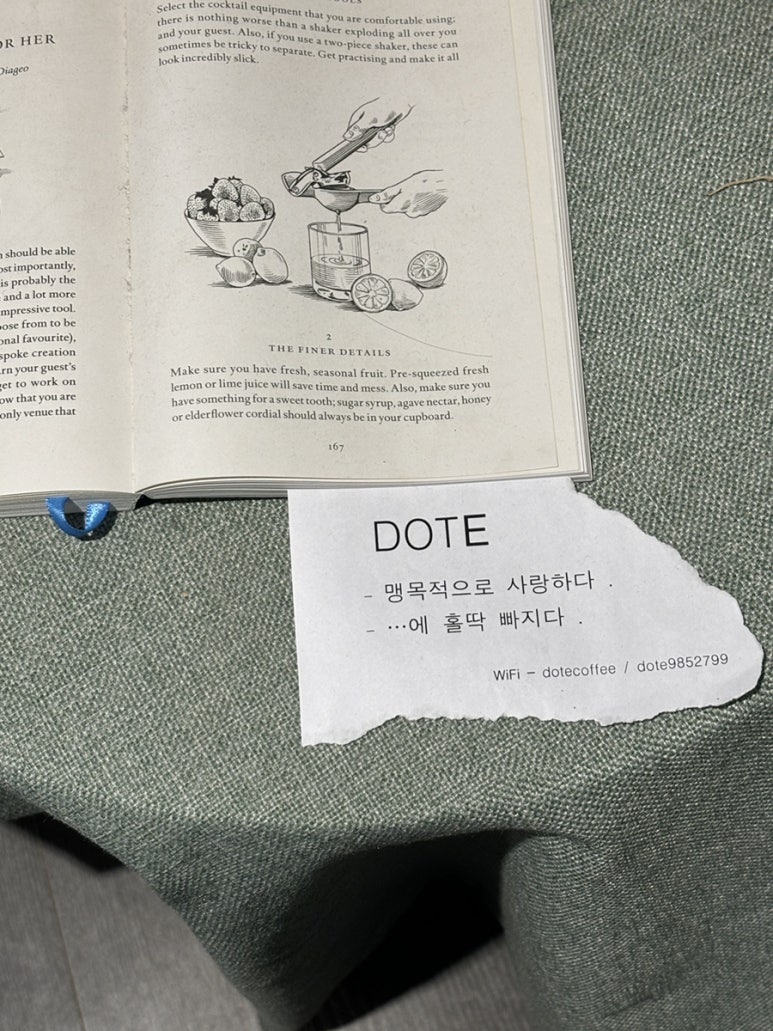 OR HER
Diageo
should be able
ost importantly,
is probably the
and a lot more
mpressive tool.
ose from to be
onal favourite),
spoke creation
rn your guest's
get to work on
ow that you are
only venue that
Select the cocktail equipment that you are comfortable using:
there is nothing worse than a shaker exploding all over you
and your guest. Also, if you use a two-piece shaker, these can
sometimes be tricky to separate. Get practising and make it all
look incredibly slick.
2
THE FINER DETAILS
Make sure you have fresh, seasonal fruit. Pre-squeezed fresh
lemon or lime juice will save time and mess. Also, make sure you
have something for a sweet tooth; sugar syrup, agave nectar, honey
or elderflower cordial should always be in your cupboard.
167
DOTE
- 맹목적으로 사랑하다 .
- …에 홀딱 빠지다 .
WiFi - dotecoffee / dote9852799